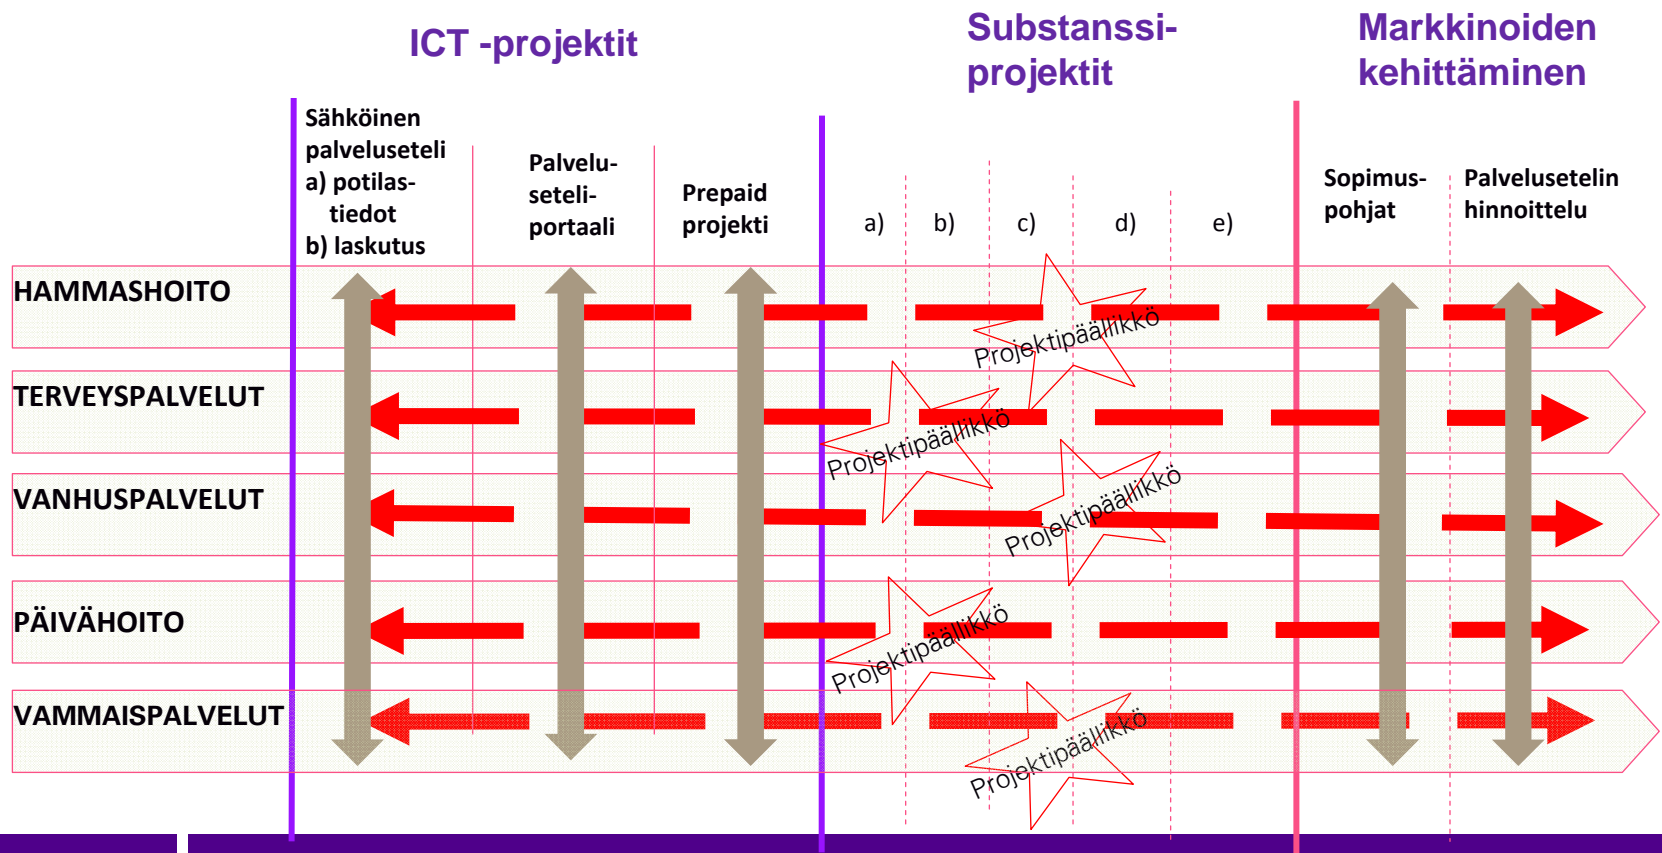 ICT -projektit
Substanssi-
projektit
Markkinoiden
kehittäminen
Sähköinen
palveluseteli
a) potilas-
tiedot
b) laskutus
Palvelu-
seteli-
portaali
Prepaid
projekti
a)
b)
c)
d)
e)
Sopimus-
pohjat
Palvelusetelin
hinnoittelu
HAMMASHOITO
Projektipäällikkö
TERVEYSPALVELUT
Projektipäällikkö
VANHUSPALVELUT
Projektipäällikkö
PÄIVÄHOITO
Projektipäällikkö
VAMMAISPALVELUT
Projektipäällikkö